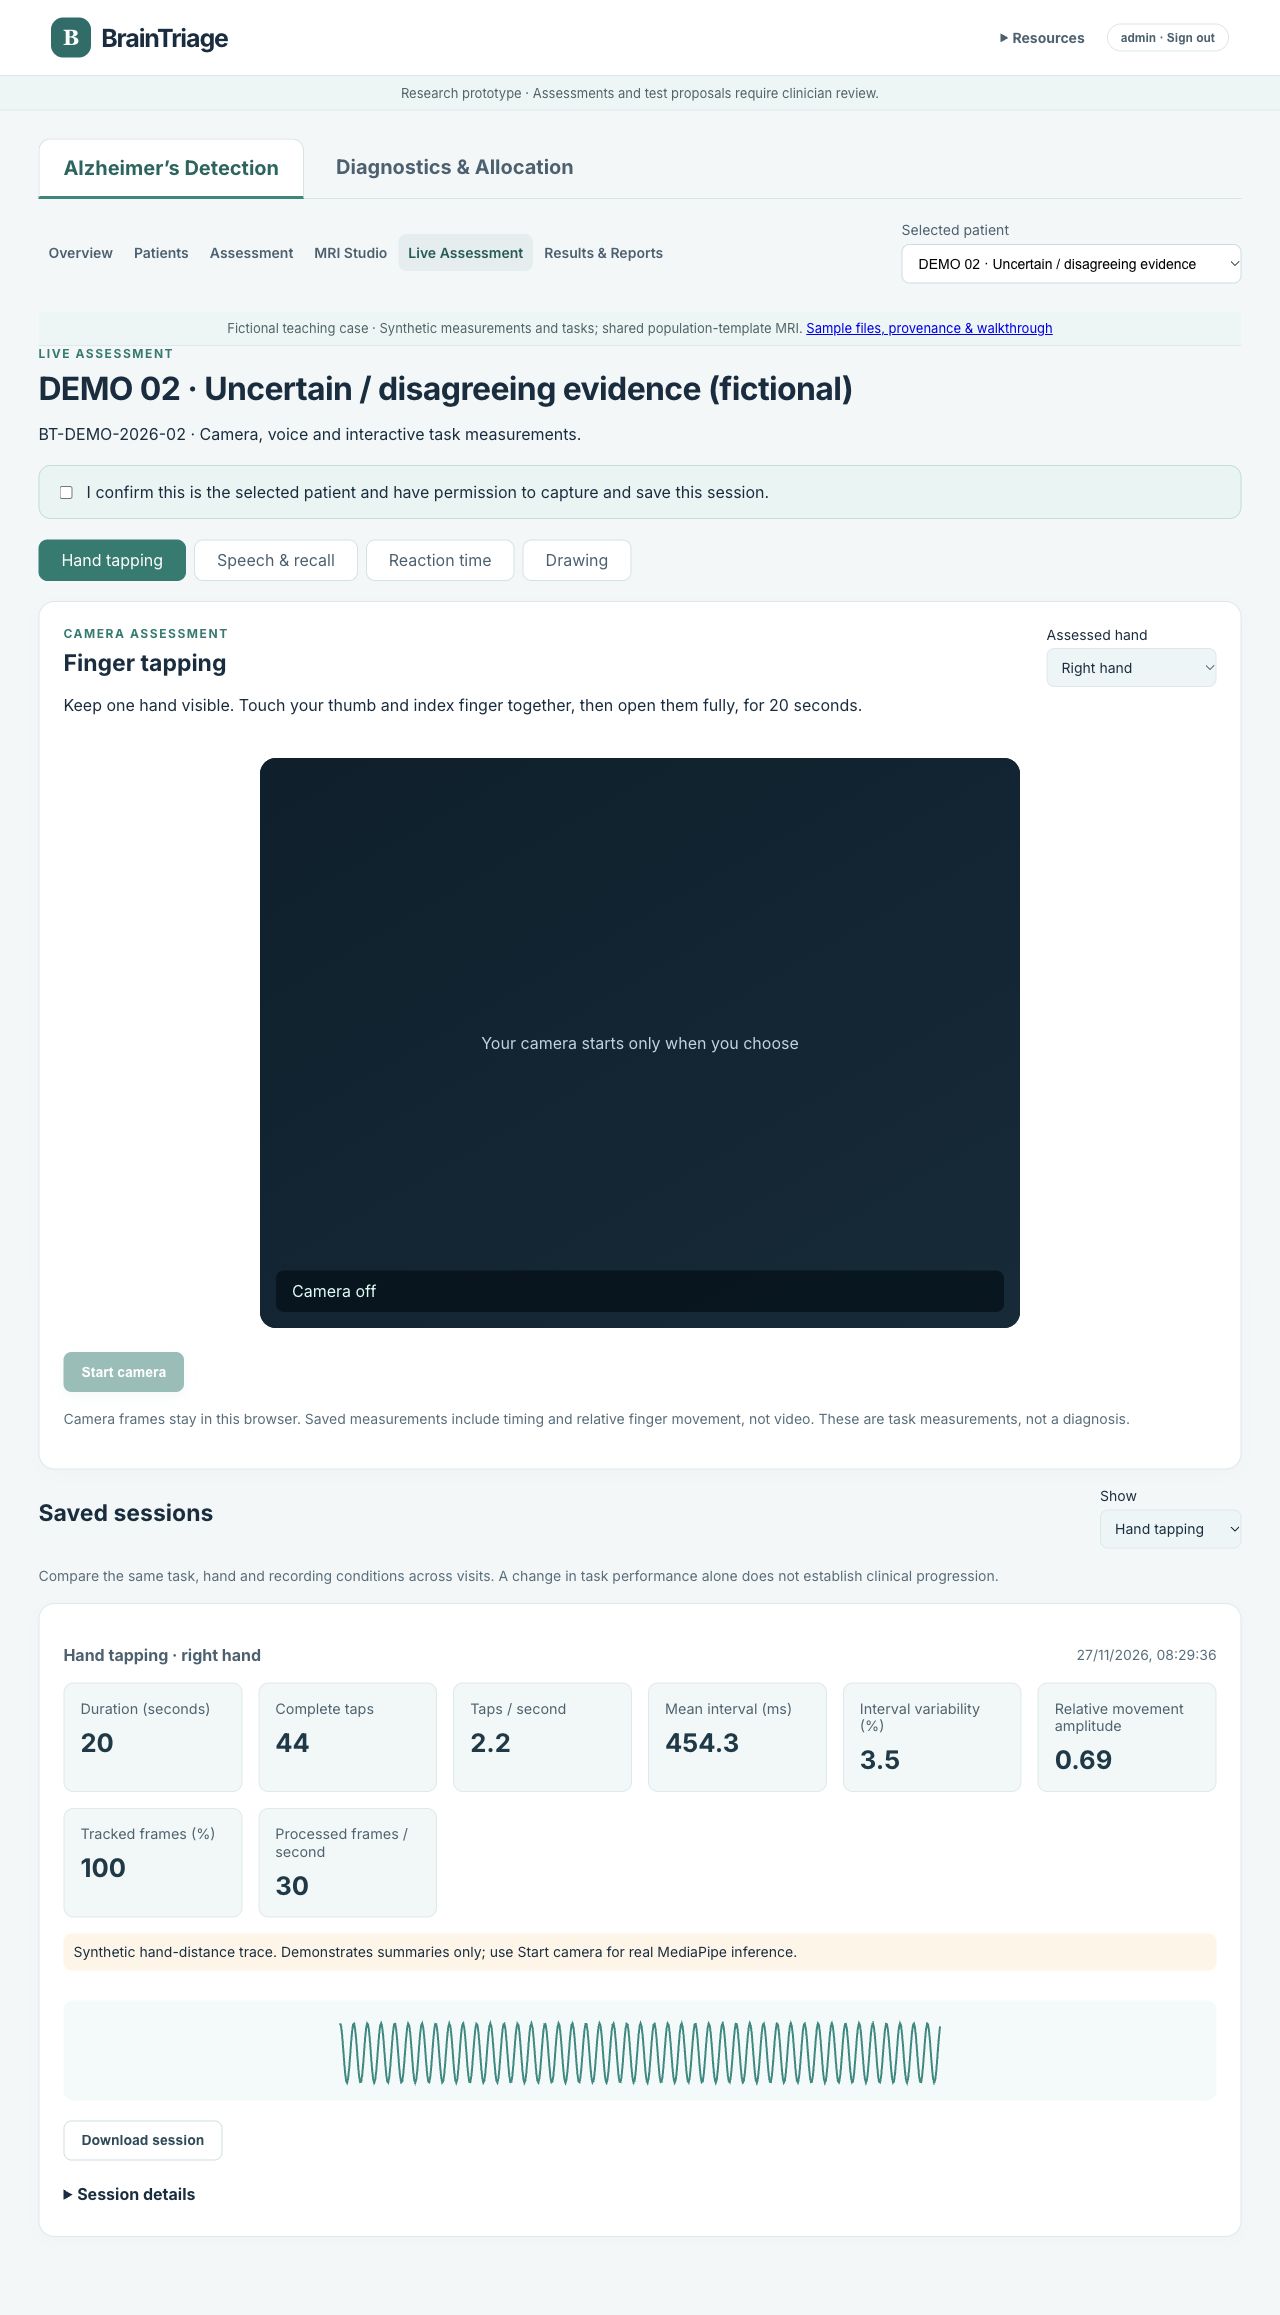 B BrainTriage
▶ Resources
admin · Sign out
Research prototype · Assessments and test proposals require clinician review.
Alzheimer’s Detection
Diagnostics & Allocation
Overview
Patients
Assessment
MRI Studio
Live Assessment
Results & Reports
Selected patient
DEMO 02 · Uncertain / disagreeing evidence
Fictional teaching case · Synthetic measurements and tasks; shared population-template MRI. Sample files, provenance & walkthrough
LIVE ASSESSMENT
DEMO 02 · Uncertain / disagreeing evidence (fictional)
BT-DEMO-2026-02 · Camera, voice and interactive task measurements.
I confirm this is the selected patient and have permission to capture and save this session.
Hand tapping
Speech & recall
Reaction time
Drawing
CAMERA ASSESSMENT
Finger tapping
Assessed hand
Right hand
Keep one hand visible. Touch your thumb and index finger together, then open them fully, for 20 seconds.
Your camera starts only when you choose
Camera off
Start camera
Camera frames stay in this browser. Saved measurements include timing and relative finger movement, not video. These are task measurements, not a diagnosis.
Saved sessions
Show
Hand tapping
Compare the same task, hand and recording conditions across visits. A change in task performance alone does not establish clinical progression.
Hand tapping · right hand
27/11/2026, 08:29:36
Duration (seconds)
20
Complete taps
44
Taps / second
2.2
Mean interval (ms)
454.3
Interval variability
(%)
3.5
Relative movement
amplitude
0.69
Tracked frames (%)
100
Processed frames /
second
30
Synthetic hand-distance trace. Demonstrates summaries only; use Start camera for real MediaPipe inference.
Download session
▶ Session details